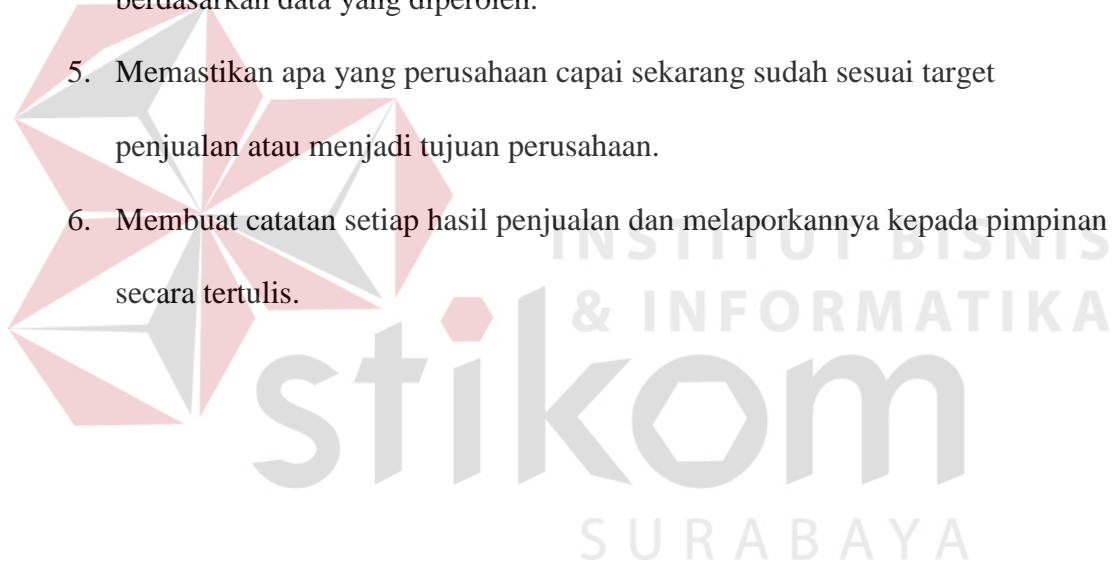 berdasarkan data yang diperoleh.
5. Memastikan apa yang perusahaan capai sekarang sudah sesuai target
penjualan atau menjadi tujuan perusahaan.
6. Membuat catatan setiap hasil penjualan dan melaporkannya kepada pimpinan
secara tertulis.
INSTITUT BISNIS
& INFORMATIKA
stikom
SURABAYA